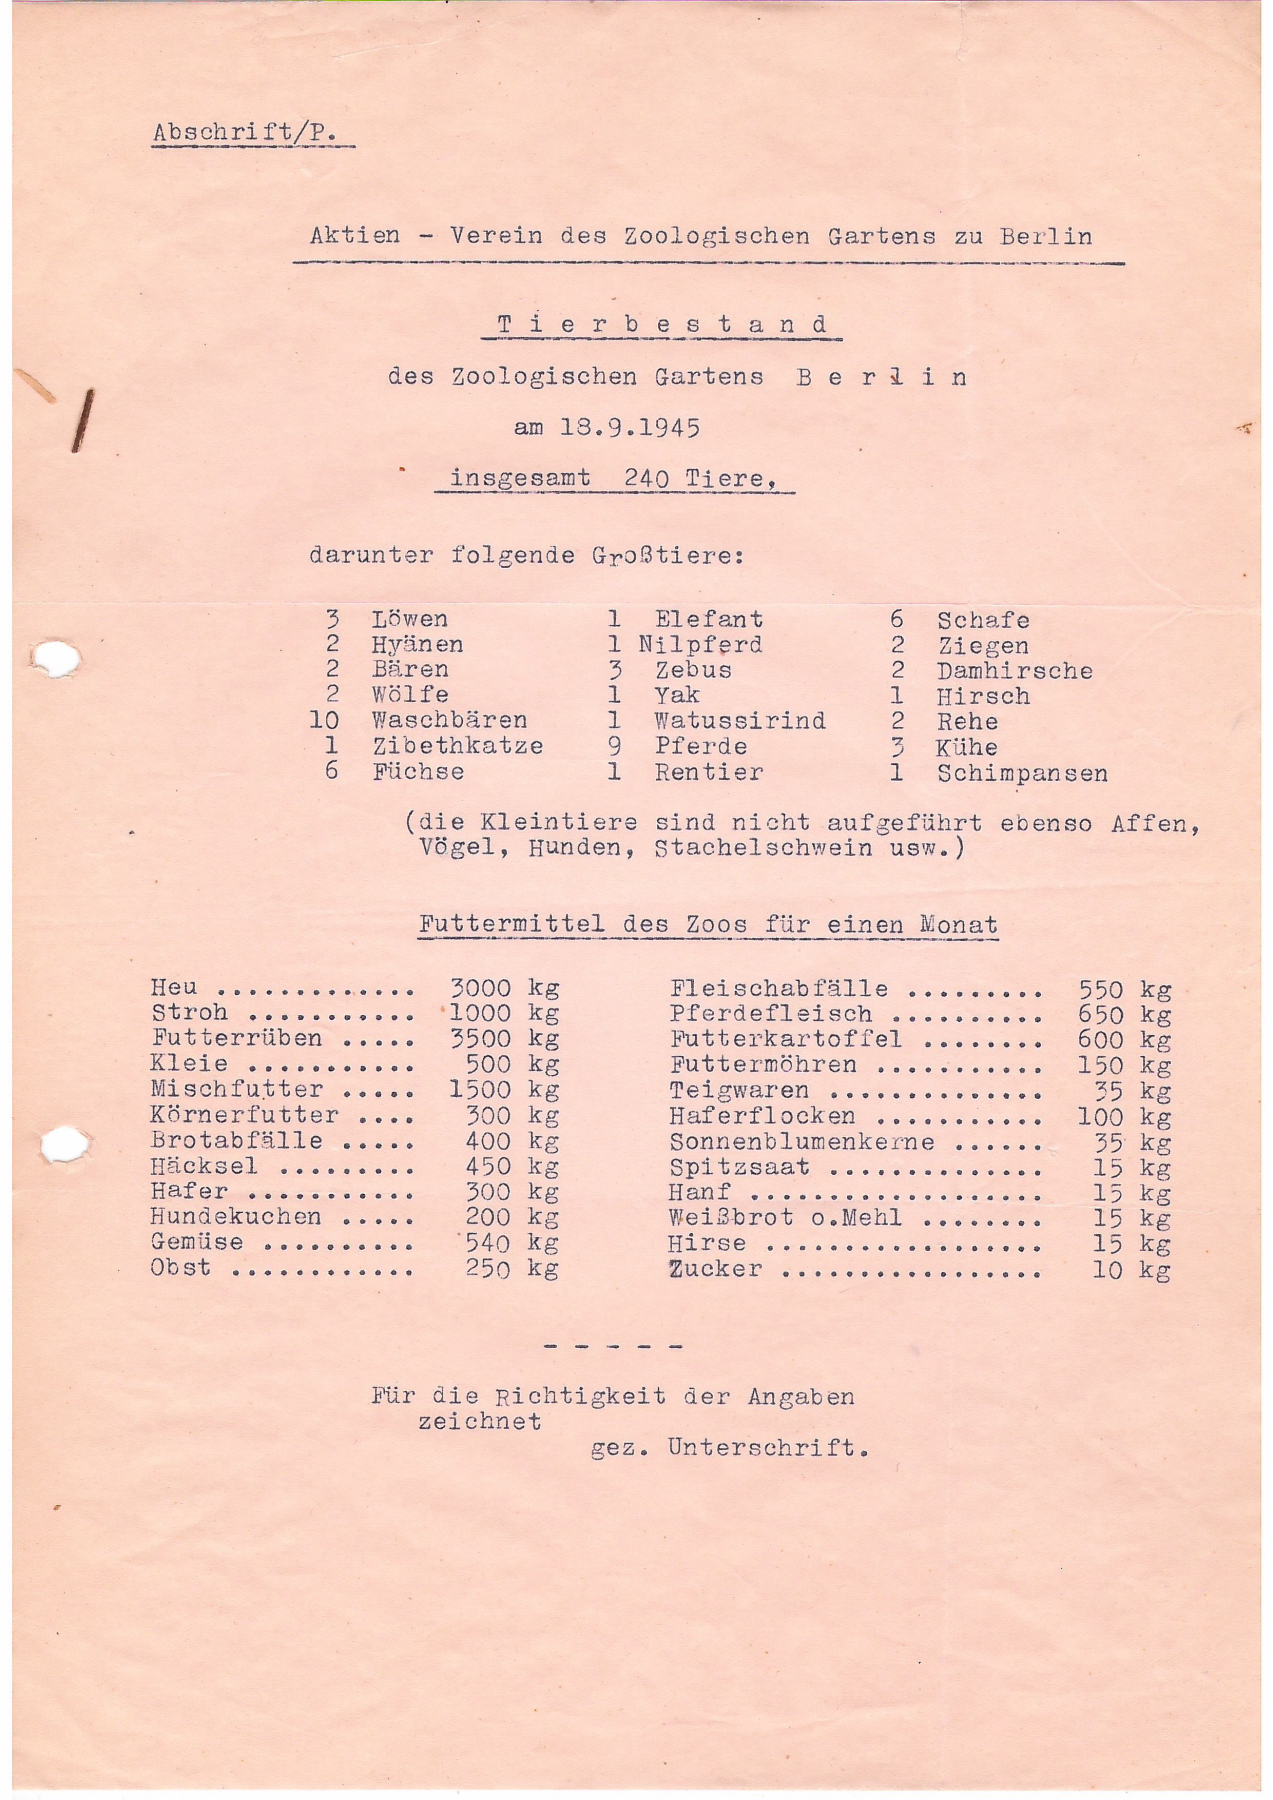 Abschrift/P.
Aktien - Verein des Zoologischen Gartens zu Berlin
T i e r b e s t a n d
des Zoologischen Gartens B e r l i n
am 18.9.1945
insgesamt 240 Tiere,
darunter folgende Großtiere:
3 Löwen 1 Elefant 6 Schafe
2 Hyänen 1 Nilpferd 2 Ziegen
2 Bären 3 Zebus 2 Damhirsche
2 Wölfe 1 Yak 1 Hirsch
10 Waschbären 1 Watussirind 2 Rehe
1 Zibethkatze 9 Pferde 3 Kühe
6 Füchse 1 Rentier 1 Schimpansen
(die Kleintiere sind nicht aufgeführt ebenso Affen,
Vögel, Hunden, Stachelschwein usw.)
Futtermittel des Zoos für einen Monat
Heu ............. 3000 kg Fleischabfälle ......... 550 kg
Stroh ........... 1000 kg Pferdefleisch .......... 650 kg
Futterrüben ..... 3500 kg Futterkartoffel ........ 600 kg
Kleie ........... 500 kg Futtermöhren ........... 150 kg
Mischfutter ..... 1500 kg Teigwaren .............. 35 kg
Körnerfutter .... 300 kg Haferflocken ........... 100 kg
Brotabfälle ..... 400 kg Sonnenblumenkerne ...... 35 kg
Häcksel ......... 450 kg Spitzsaat .............. 15 kg
Hafer ........... 300 kg Hanf ................... 15 kg
Hundekuchen ..... 200 kg Weißbrot o.Mehl ........ 15 kg
Gemüse .......... 540 kg Hirse .................. 15 kg
Obst ............ 250 kg Zucker ................. 10 kg
- - - - -
Für die Richtigkeit der Angaben
zeichnet
gez. Unterschrift.